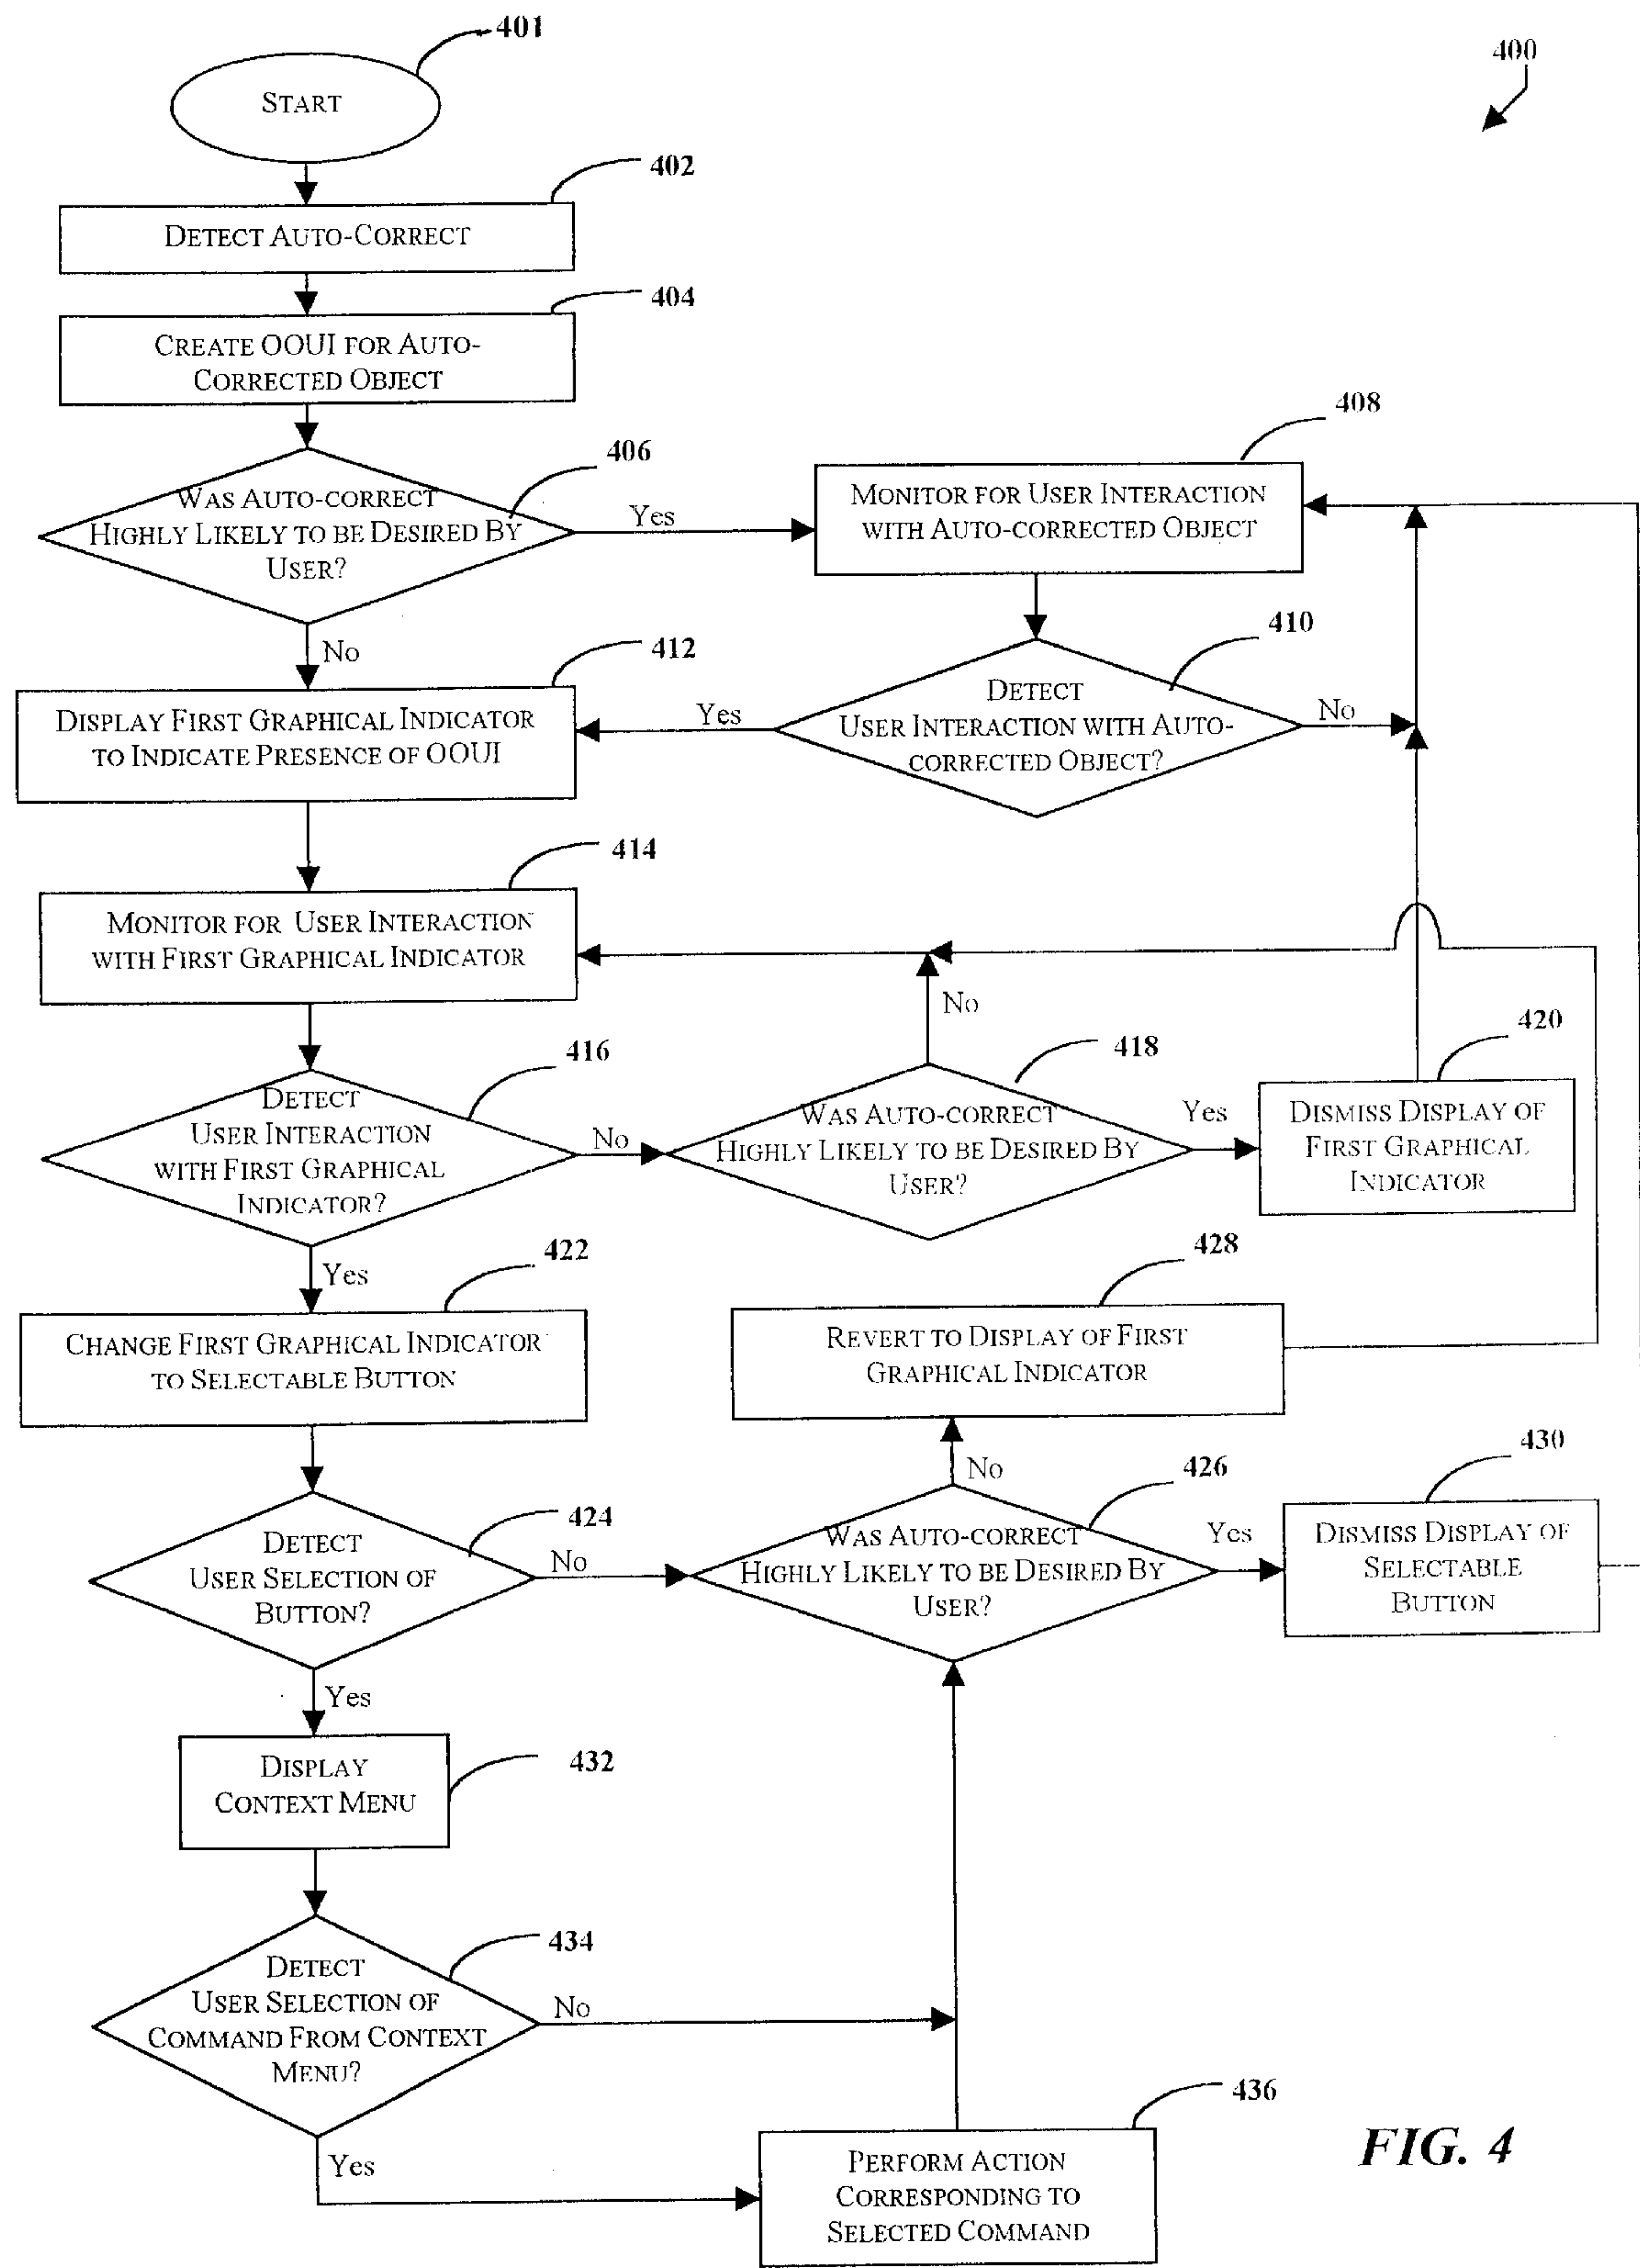 401
400
START
402
DETECT AUTO-CORRECT
404
CREATE OOUI FOR AUTO-
CORRECTED OBJECT
406
WAS AUTO-CORRECT
HIGHLY LIKELY TO BE DESIRED BY
USER?
Yes
No
408
MONITOR FOR USER INTERACTION
WITH AUTO-CORRECTED OBJECT
410
DETECT
USER INTERACTION WITH AUTO-
CORRECTED OBJECT?
Yes
No
412
DISPLAY FIRST GRAPHICAL INDICATOR
TO INDICATE PRESENCE OF OOUI
414
MONITOR FOR USER INTERACTION
WITH FIRST GRAPHICAL INDICATOR
416
DETECT
USER INTERACTION
WITH FIRST GRAPHICAL
INDICATOR?
No
Yes
418
WAS AUTO-CORRECT
HIGHLY LIKELY TO BE DESIRED BY
USER?
No
Yes
420
DISMISS DISPLAY OF
FIRST GRAPHICAL
INDICATOR
422
CHANGE FIRST GRAPHICAL INDICATOR
TO SELECTABLE BUTTON
428
REVERT TO DISPLAY OF FIRST
GRAPHICAL INDICATOR
424
DETECT
USER SELECTION OF
BUTTON?
No
Yes
426
WAS AUTO-CORRECT
HIGHLY LIKELY TO BE DESIRED BY
USER?
No
Yes
430
DISMISS DISPLAY OF
SELECTABLE
BUTTON
432
DISPLAY
CONTEXT MENU
434
DETECT
USER SELECTION OF
COMMAND FROM CONTEXT
MENU?
No
Yes
436
PERFORM ACTION
CORRESPONDING TO
SELECTED COMMAND
FIG. 4